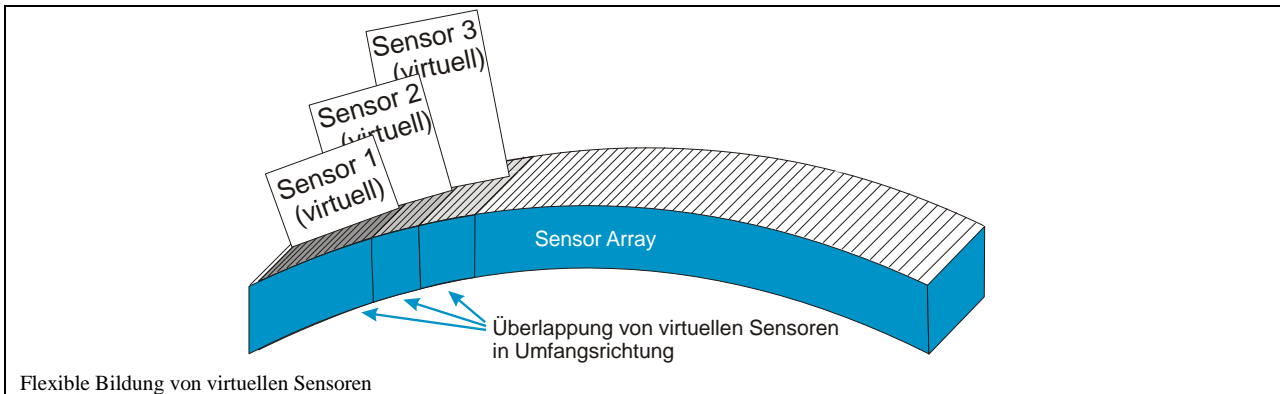 Sensor 3
(virtuell)
Sensor 2
(virtuell)
Sensor 1
(virtuell)
Sensor Array
Überlappung von virtuellen Sensoren
in Umfangsrichtung
Flexible Bildung von virtuellen Sensoren